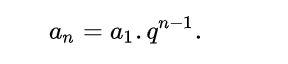 aₙ = a₁ . qⁿ⁻¹.